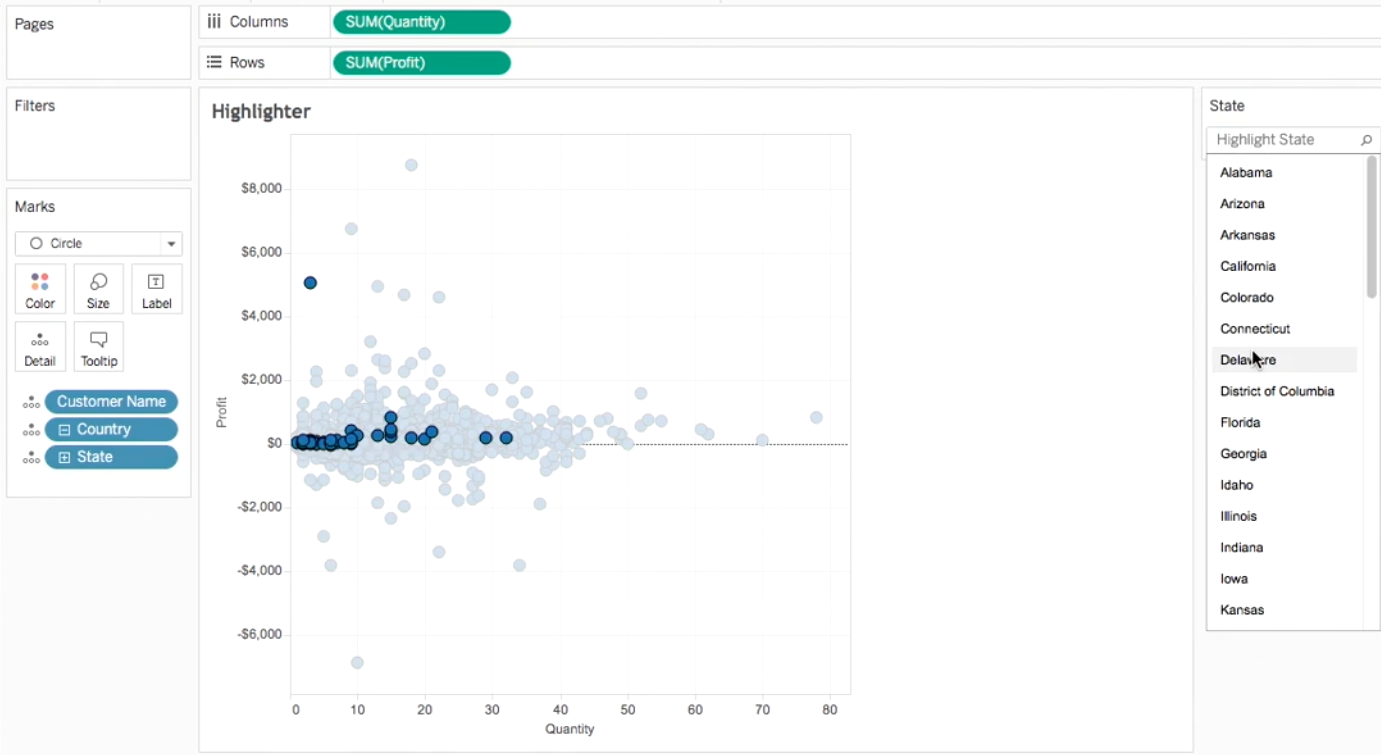 Pages
Columns
SUM(Quantity)
Rows
SUM(Profit)
Filters
Marks
Circle
Color
Size
Label
Detail
Tooltip
Customer Name
Country
State
Highlighter
$8,000
$6,000
$4,000
$2,000
$0
-$2,000
-$4,000
-$6,000
Profit
0 10 20 30 40 50 60 70 80
Quantity
State
Highlight State
Alabama
Arizona
Arkansas
California
Colorado
Connecticut
Delaware
District of Columbia
Florida
Georgia
Idaho
Illinois
Indiana
Iowa
Kansas